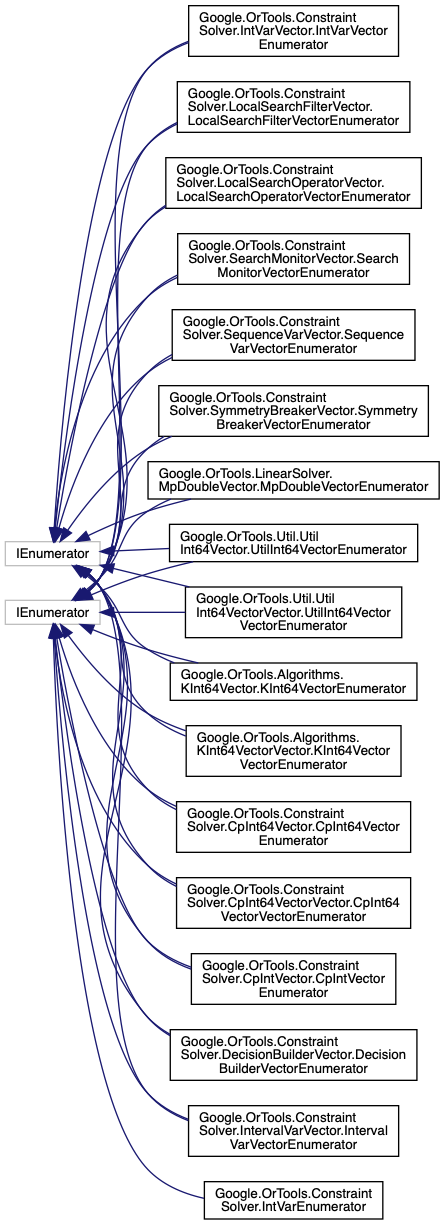 Google.OrTools.Constraint
Solver.IntVarVector.IntVarVector
Enumerator
Google.OrTools.Constraint
Solver.LocalSearchFilterVector.
LocalSearchFilterVectorEnumerator
Google.OrTools.Constraint
Solver.LocalSearchOperatorVector.
LocalSearchOperatorVectorEnumerator
Google.OrTools.Constraint
Solver.SearchMonitorVector.Search
MonitorVectorEnumerator
Google.OrTools.Constraint
Solver.SequenceVarVector.Sequence
VarVectorEnumerator
Google.OrTools.Constraint
Solver.SymmetryBreakerVector.Symmetry
BreakerVectorEnumerator
Google.OrTools.LinearSolver.
MpDoubleVector.MpDoubleVectorEnumerator
Google.OrTools.Util.Util
Int64Vector.UtilInt64VectorEnumerator
IEnumerator
Google.OrTools.Util.Util
Int64VectorVector.UtilInt64Vector
VectorEnumerator
IEnumerator
Google.OrTools.Algorithms.
KInt64Vector.KInt64VectorEnumerator
Google.OrTools.Algorithms.
KInt64VectorVector.KInt64Vector
VectorEnumerator
Google.OrTools.Constraint
Solver.CpInt64Vector.CpInt64Vector
Enumerator
Google.OrTools.Constraint
Solver.CpInt64VectorVector.CpInt64
VectorVectorEnumerator
Google.OrTools.Constraint
Solver.CpIntVector.CpIntVector
Enumerator
Google.OrTools.Constraint
Solver.DecisionBuilderVector.Decision
BuilderVectorEnumerator
Google.OrTools.Constraint
Solver.IntervalVarVector.Interval
VarVectorEnumerator
Google.OrTools.Constraint
Solver.IntVarEnumerator